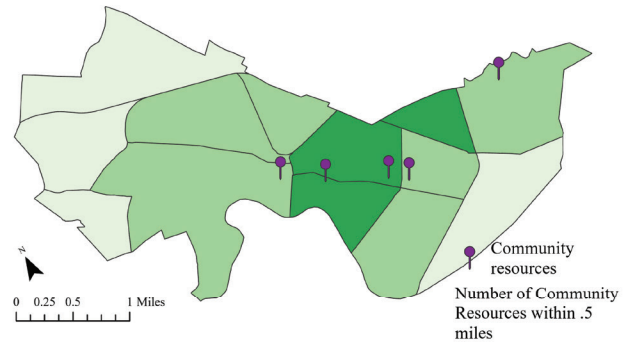 N
0 0.25 0.5 1 Miles
Community
resources
Number of Community
Resources within .5
miles